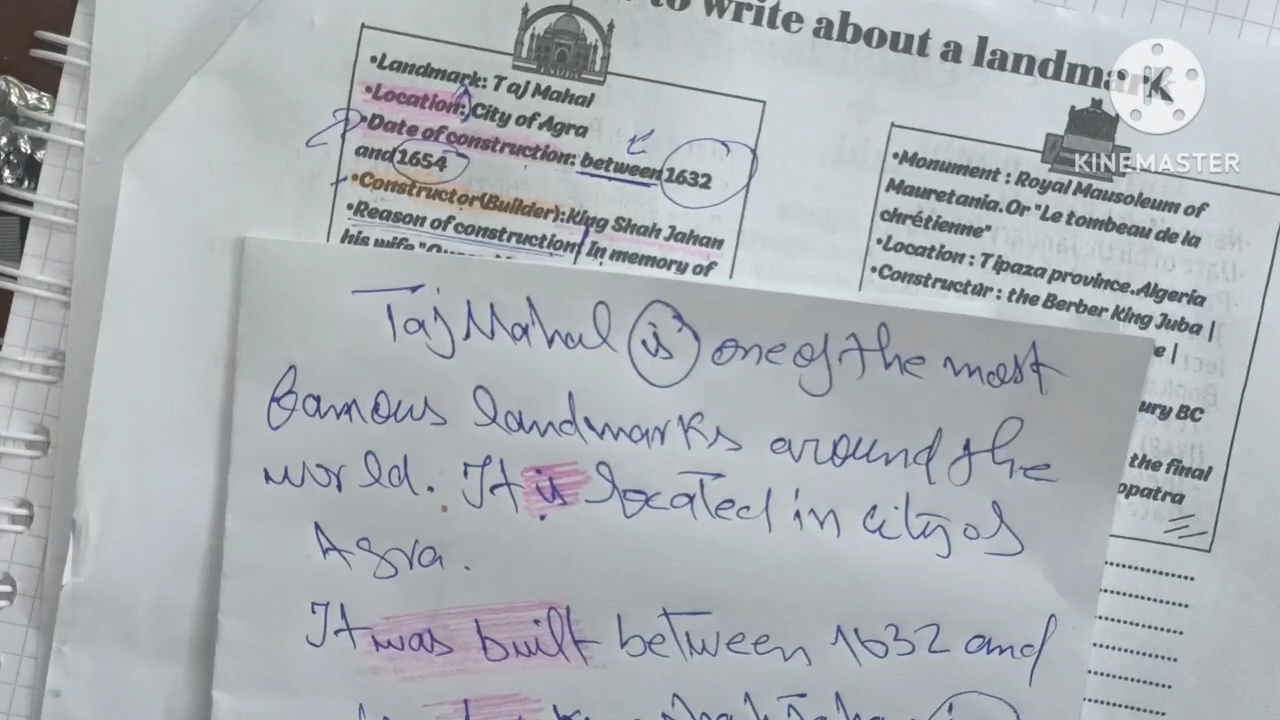 to write about a landmark
•Landmark: Taj Mahal
•Location: City of Agra
•Date of construction: between 1632
and 1654
•Constructor(Builder): King Shah Jahan
•Reason of construction: In memory of
his wife
•Monument : Royal Mausoleum of
Mauretania.Or "Le tombeau de la
chrétienne"
•Location : Tipaza province.Algeria
•Constructur : the Berber King Juba I
e I
ury BC
the final
opatra
KINEMASTER
Taj Mahal is one of the most
famous landmarks around the
world. It is located in city of
Agra.
It was built between 1632 and